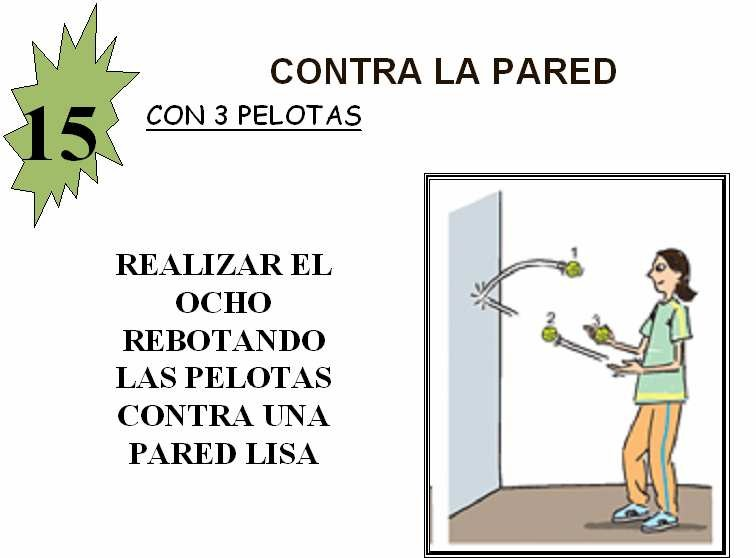 CONTRA LA PARED
15
CON 3 PELOTAS
REALIZAR EL
OCHO
REBOTANDO
LAS PELOTAS
CONTRA UNA
PARED LISA
1
2
3